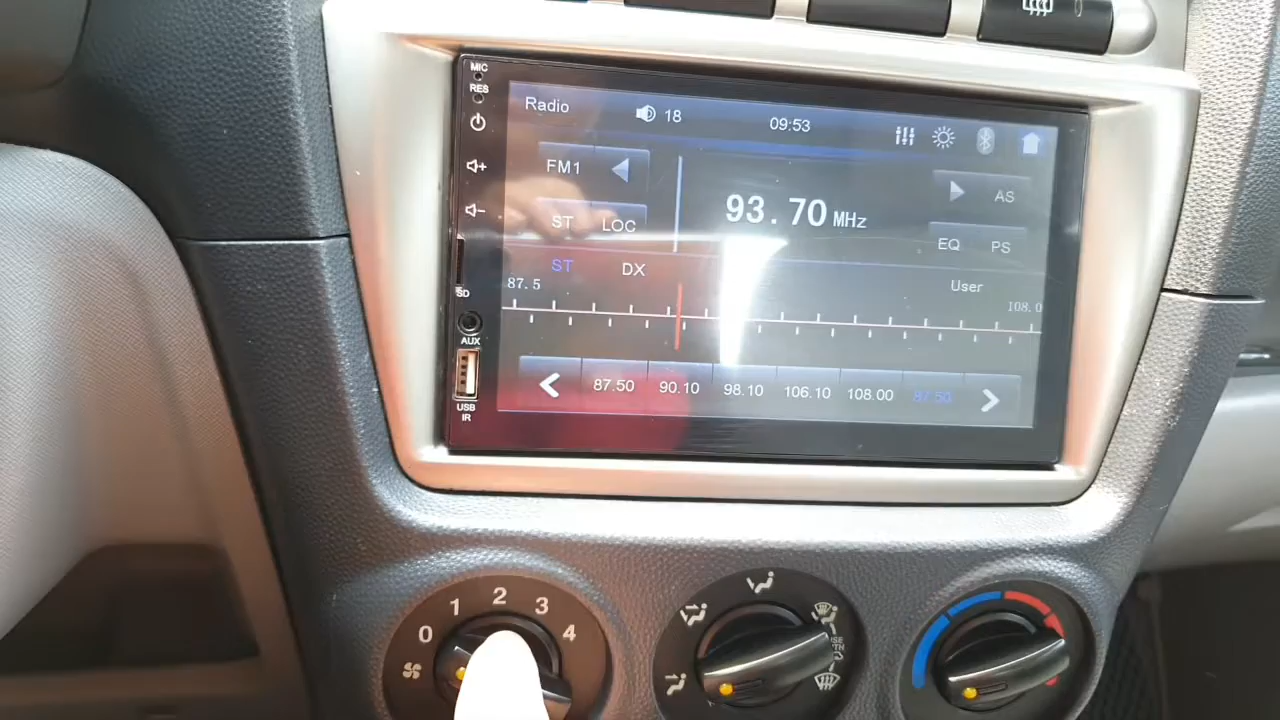 MIC
RES
Radio
18
09:53
FM1
AS
93.70 MHz
ST
LOC
EQ
PS
ST
DX
User
87.5
108.0
SD
AUX
87.50
90.10
98.10
106.10
108.00
87.50
USB
IR
0
1
2
3
4